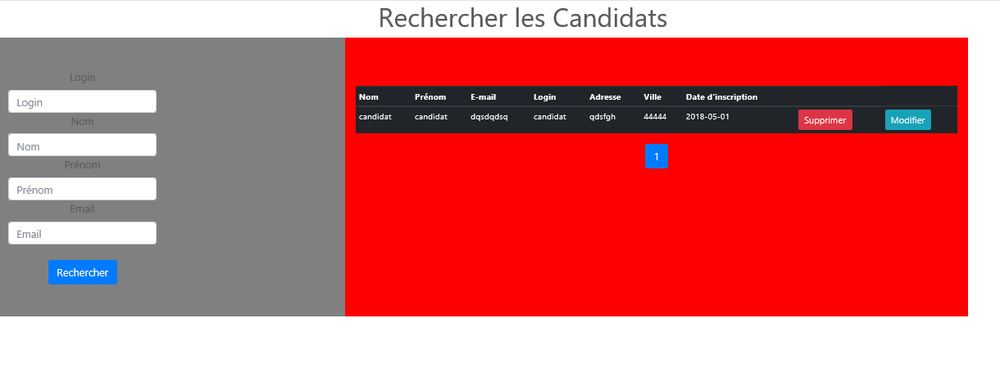 Rechercher les Candidats
Login
Login
Nom
Nom
Prénom
Prénom
Email
Email
Rechercher
Nom Prénom E-mail Login Adresse Ville Date d'inscription
candidat candidat dqsdqdsq candidat qdsfgh 44444 2018-05-01 Supprimer Modifier
1